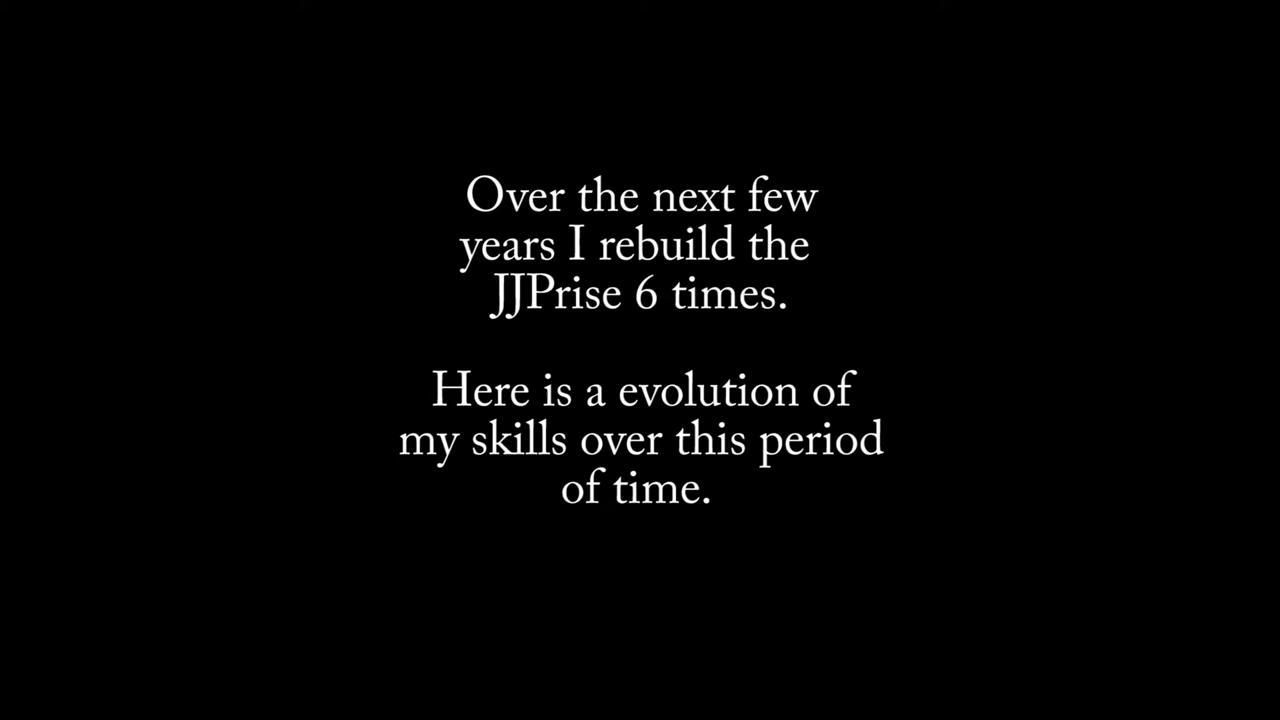 Over the next few
years I rebuild the
JJPrise 6 times.
Here is a evolution of
my skills over this period
of time.